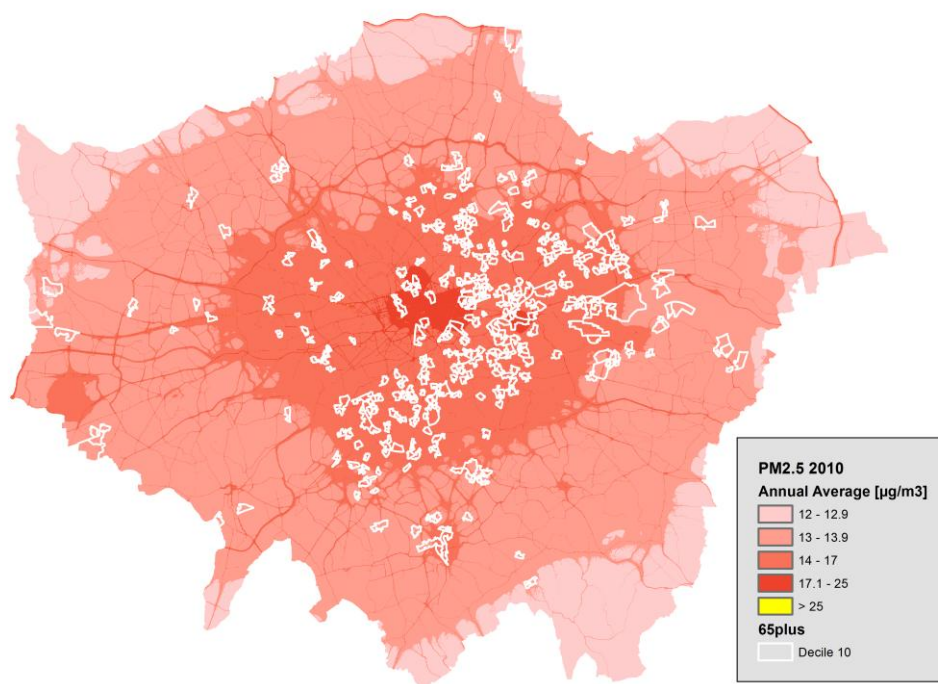 PM2.5 2010
Annual Average [µg/m3]
12 - 12.9
13 - 13.9
14 - 17
17.1 - 25
> 25
65plus
Decile 10